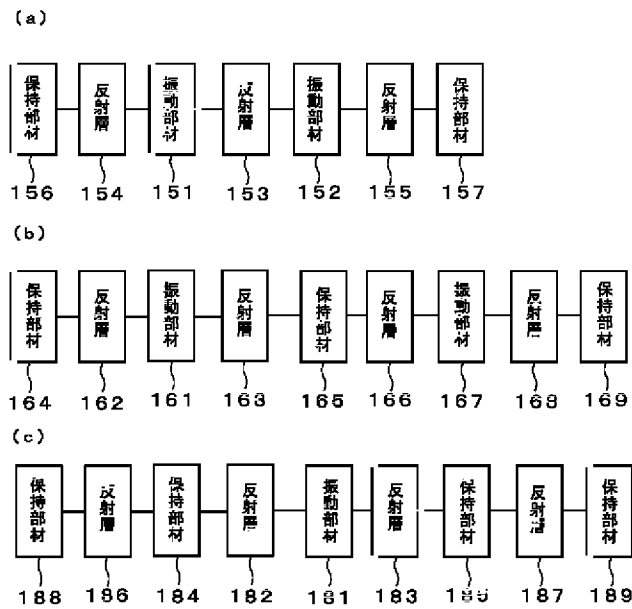 (a)
保持部材 反射層 振動部材 反射層 振動部材 反射層 保持部材
156 154 151 153 152 155 157
(b)
保持部材 反射層 振動部材 反射層 保持部材 反射層 振動部材 反射層 保持部材
164 162 161 163 165 166 167 168 169
(c)
保持部材 反射層 保持部材 反射層 振動部材 反射層 保持部材 反射層 保持部材
188 186 184 182 181 183 185 187 189